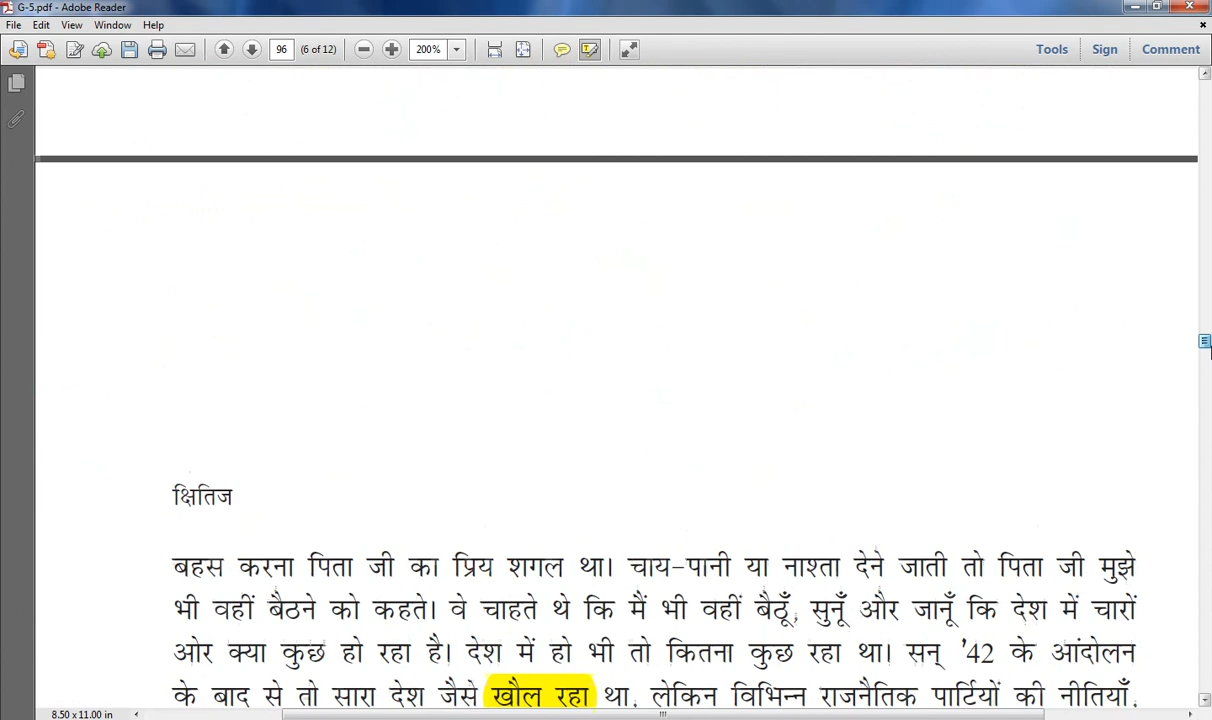 G-5.pdf - Adobe Reader
File Edit View Window Help
96 (6 of 12) 200% Tools Sign Comment
क्षितिज
बहस करना पिता जी का प्रिय शगल था। चाय-पानी या नाश्ता देने जाती तो पिता जी मुझे
भी वहीं बैठने को कहते। वे चाहते थे कि मैं भी वहीं बैठूँ, सुनूँ और जानूँ कि देश में चारों
ओर क्या कुछ हो रहा है। देश में हो भी तो कितना कुछ रहा था। सन् '42 के आंदोलन
के बाद से तो सारा देश जैसे खौल रहा था, लेकिन विभिन्न राजनैतिक पार्टियों की नीतियाँ,
8.50 x 11.00 in